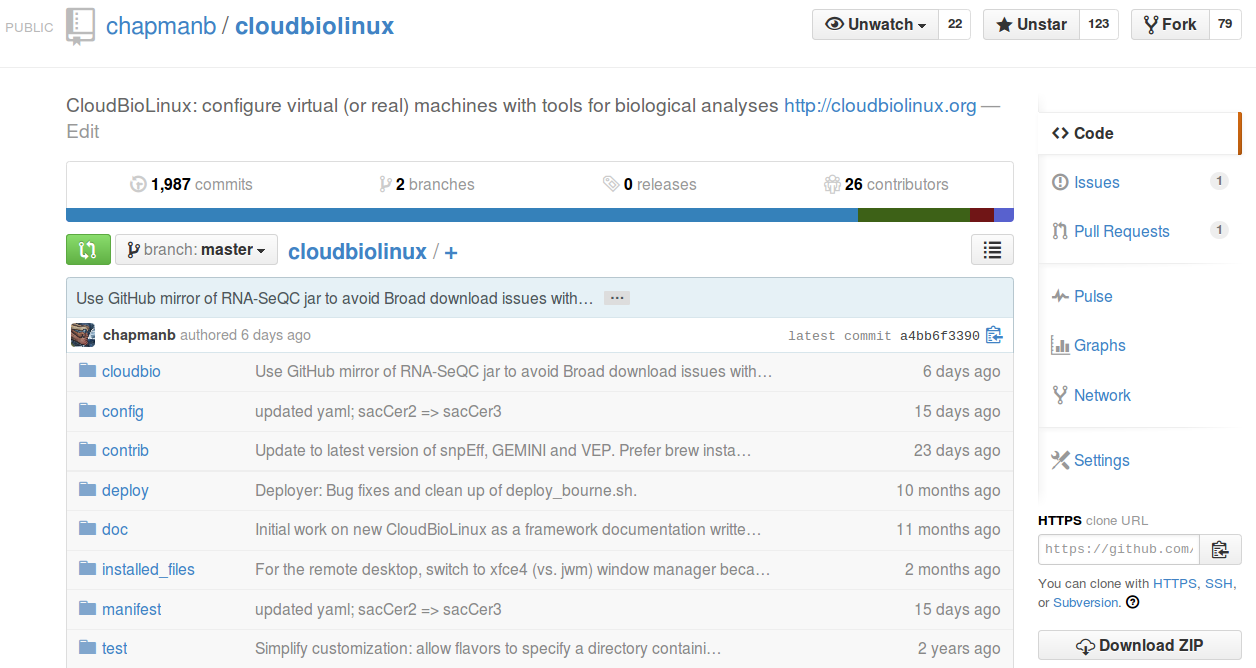 PUBLIC chapmanb / cloudbiolinux Unwatch 22 Unstar 123 Fork 79
CloudBioLinux: configure virtual (or real) machines with tools for biological analyses http://cloudbiolinux.org —
Edit
1,987 commits 2 branches 0 releases 26 contributors
branch: master cloudbiolinux / +
Use GitHub mirror of RNA-SeQC jar to avoid Broad download issues with… ...
chapmanb authored 6 days ago latest commit a4bb6f3390
cloudbio Use GitHub mirror of RNA-SeQC jar to avoid Broad download issues with… 6 days ago
config updated yaml; sacCer2 => sacCer3 15 days ago
contrib Update to latest version of snpEff, GEMINI and VEP. Prefer brew insta… 23 days ago
deploy Deployer: Bug fixes and clean up of deploy_bourne.sh. 10 months ago
doc Initial work on new CloudBioLinux as a framework documentation writte… 11 months ago
installed_files For the remote desktop, switch to xfce4 (vs. jwm) window manager beca… 2 months ago
manifest updated yaml; sacCer2 => sacCer3 15 days ago
test Simplify customization: allow flavors to specify a directory containi… 2 years ago
Code
Issues 1
Pull Requests 1
Pulse
Graphs
Network
Settings
HTTPS clone URL
https://github.com/
You can clone with HTTPS, SSH,
or Subversion.
Download ZIP